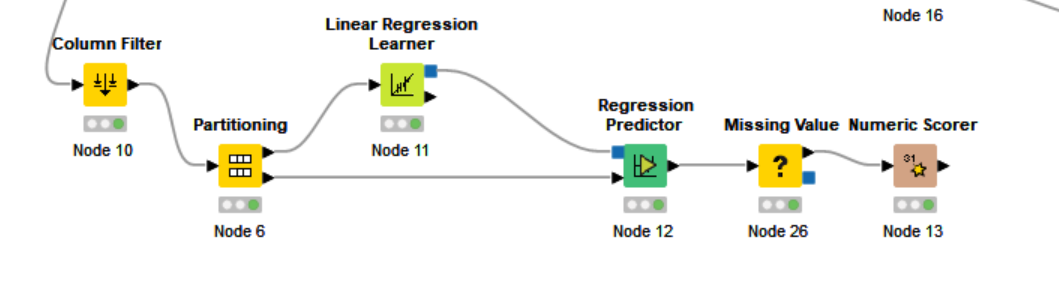 Node 16
Column Filter
Node 10
Linear Regression
Learner
Node 11
Partitioning
Node 6
Regression
Predictor
Node 12
Missing Value
?
Node 26
Numeric Scorer
31
Node 13